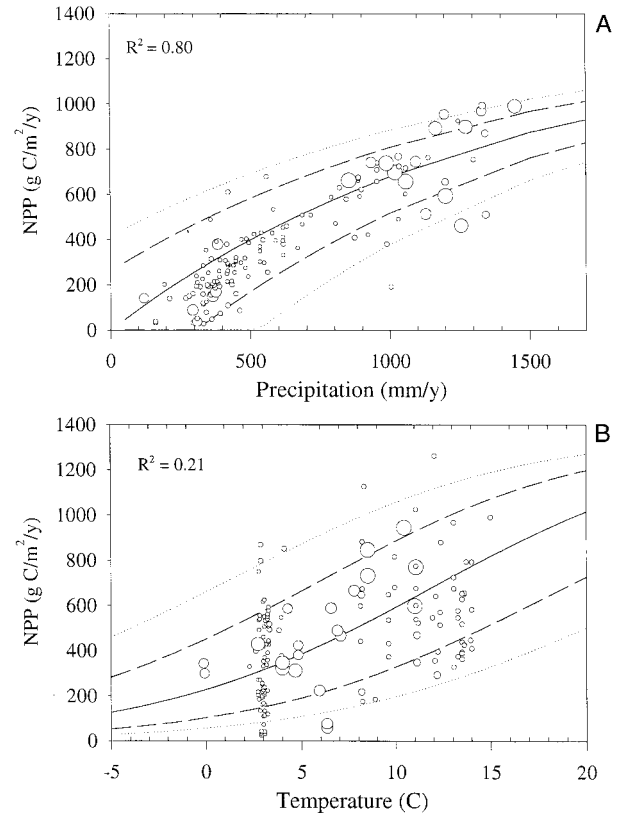 A
R² = 0.80
NPP (g C/m²/y)
1400
1200
1000
800
600
400
200
0
0 500 1000 1500
Precipitation (mm/y)
B
R² = 0.21
NPP (g C/m²/y)
1400
1200
1000
800
600
400
200
0
-5 0 5 10 15 20
Temperature (C)